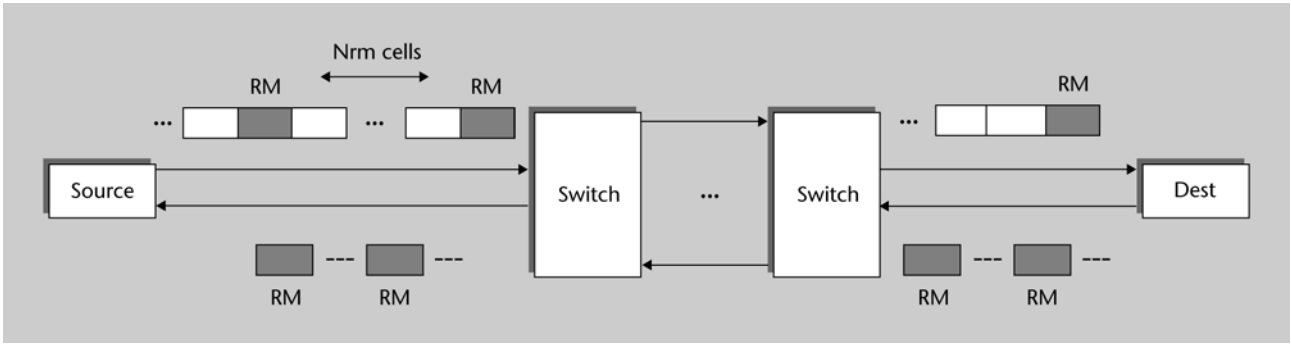 Nrm cells
RM RM RM
... ... ...
Source Switch ... Switch Dest
--- --- --- ---
RM RM RM RM